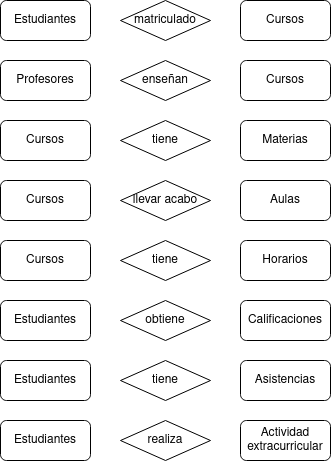 Estudiantes matriculado Cursos
Profesores enseñan Cursos
Cursos tiene Materias
Cursos llevar acabo Aulas
Cursos tiene Horarios
Estudiantes obtiene Calificaciones
Estudiantes tiene Asistencias
Estudiantes realiza Actividad
extracurricular